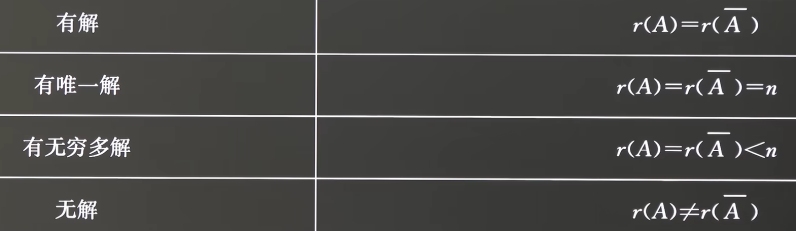 有解 r(A)=r(A̅)
有唯一解 r(A)=r(A̅)=n
有无穷多解 r(A)=r(A̅)<n
无解 r(A)≠r(A̅)